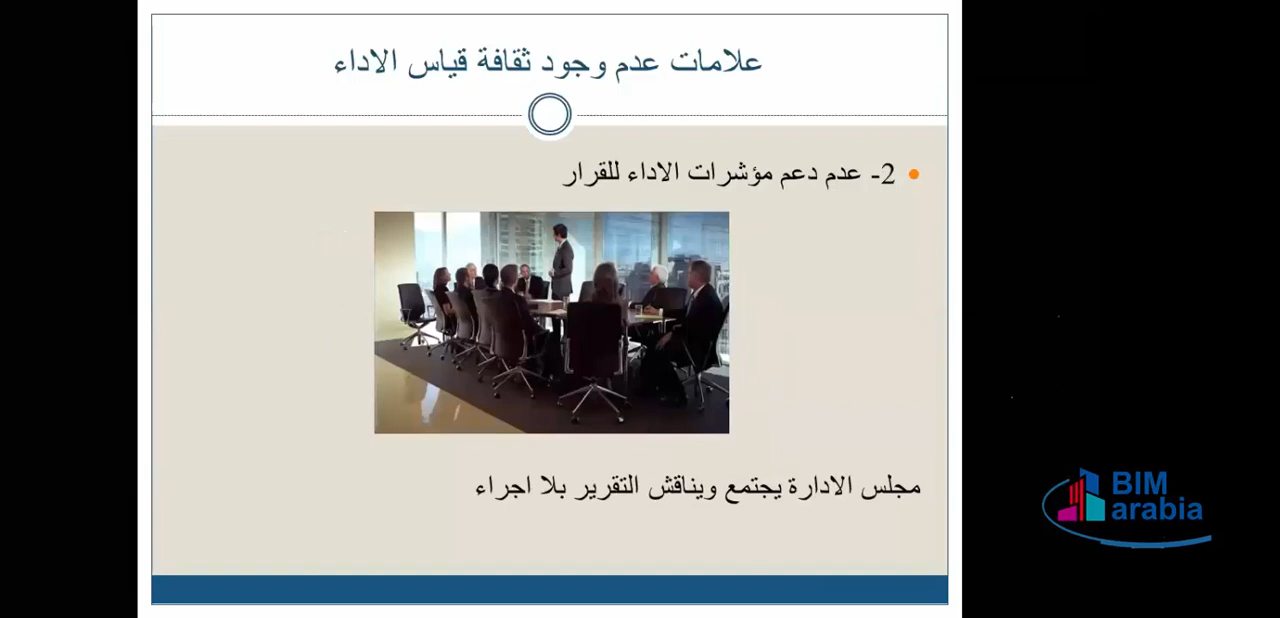 علامات عدم وجود ثقافة قياس الاداء
2- عدم دعم مؤشرات الاداء للقرار
مجلس الادارة يجتمع ويناقش التقرير بلا اجراء
BIM
arabia